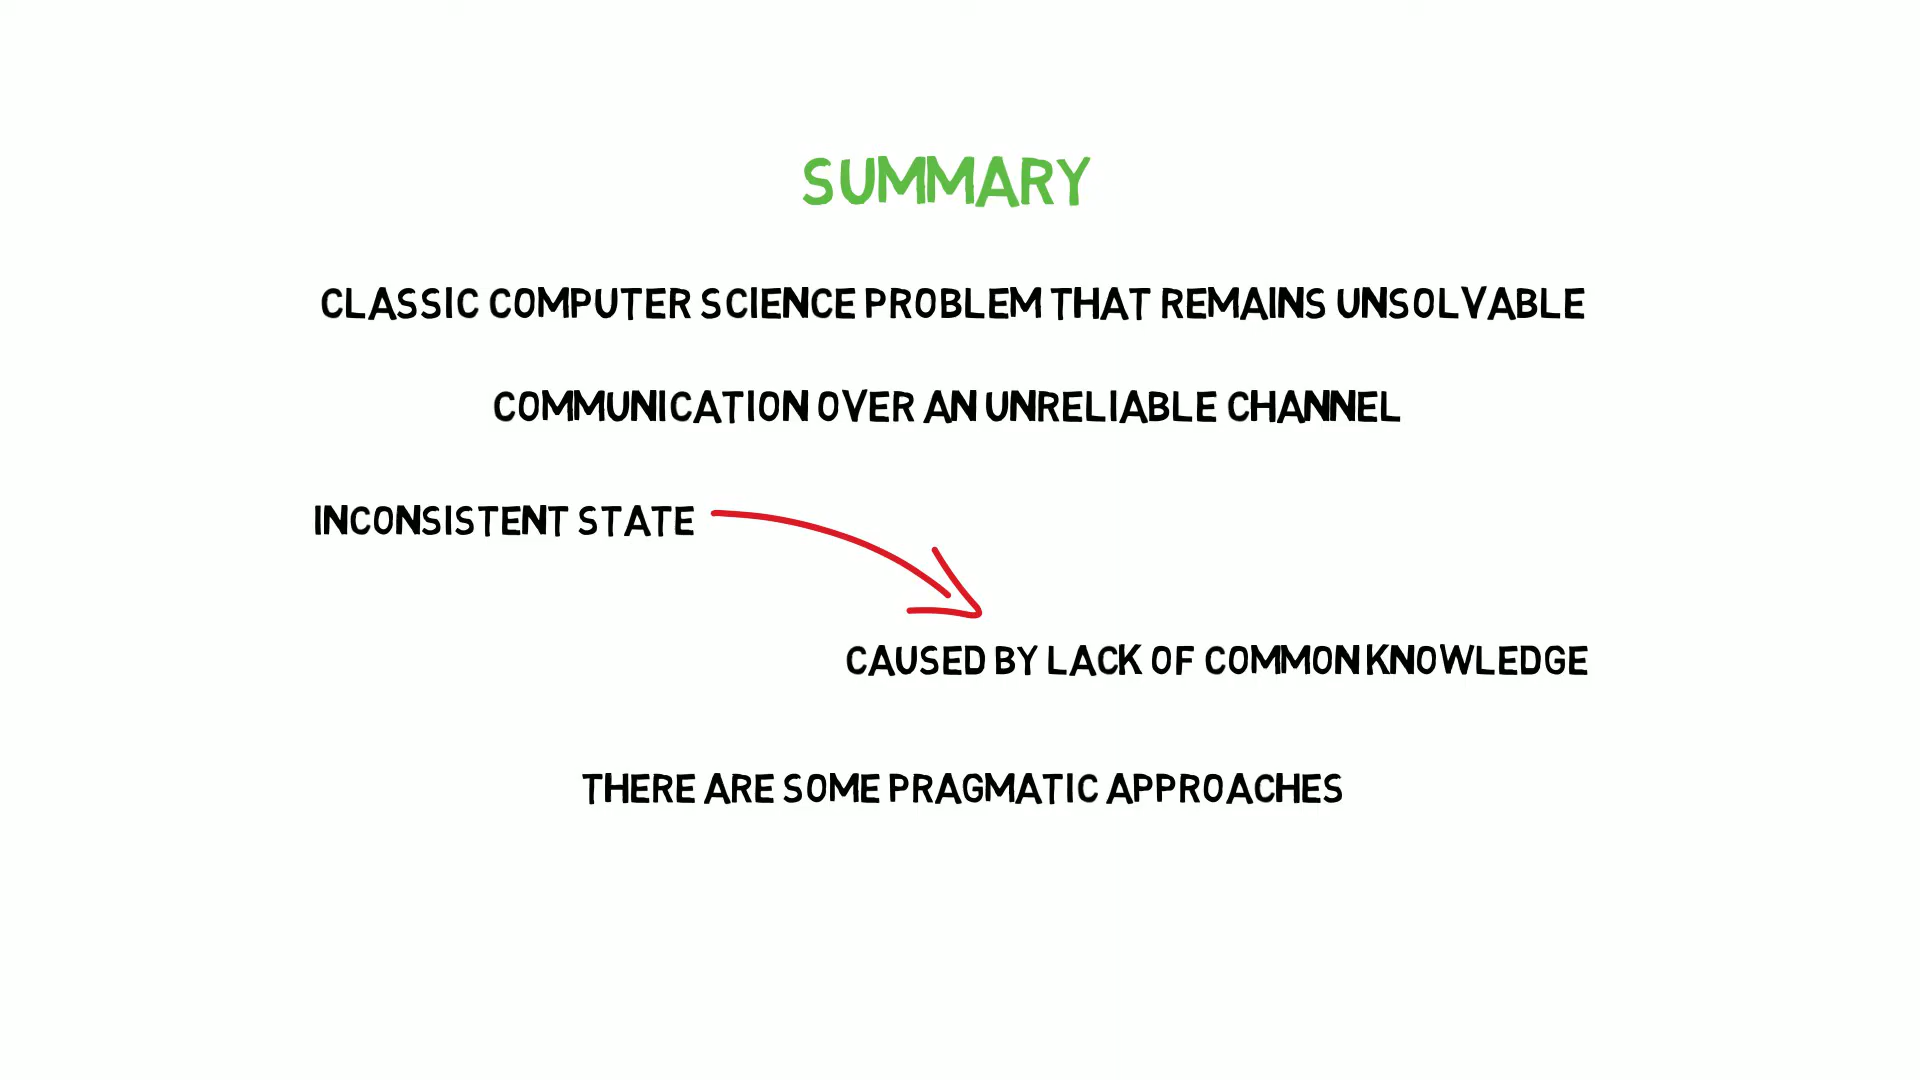 SUMMARY
CLASSIC COMPUTER SCIENCE PROBLEM THAT REMAINS UNSOLVABLE
COMMUNICATION OVER AN UNRELIABLE CHANNEL
INCONSISTENT STATE
CAUSED BY LACK OF COMMON KNOWLEDGE
THERE ARE SOME PRAGMATIC APPROACHES